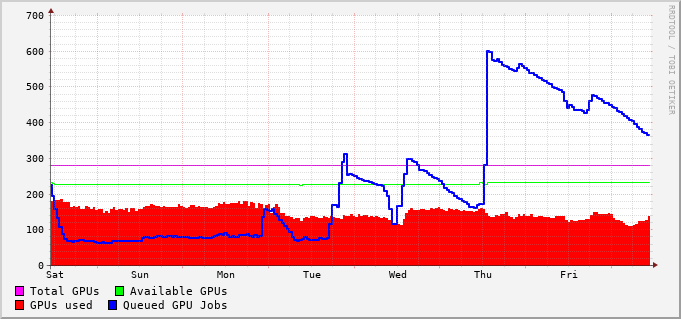 700
600
500
400
300
200
100
0
Sat Sun Mon Tue Wed Thu Fri
Total GPUs Available GPUs
GPUs used Queued GPU Jobs
RRDTOOL / TOBI OETIKER